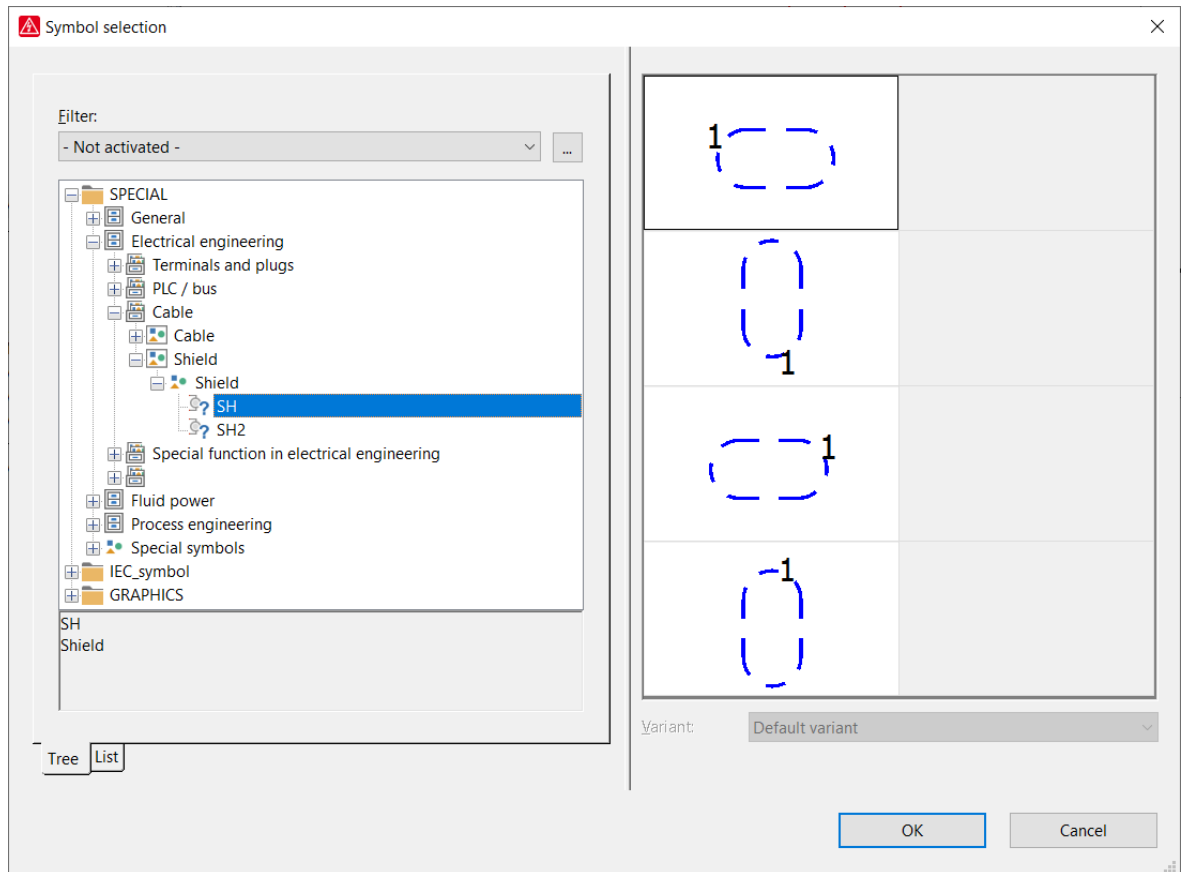 Symbol selection
Filter:
- Not activated -
...
SPECIAL
General
Electrical engineering
Terminals and plugs
PLC / bus
Cable
Cable
Shield
Shield
SH
SH2
Special function in electrical engineering
Fluid power
Process engineering
Special symbols
IEC_symbol
GRAPHICS
SH
Shield
Tree
List
1
1
1
1
Variant:
Default variant
OK
Cancel